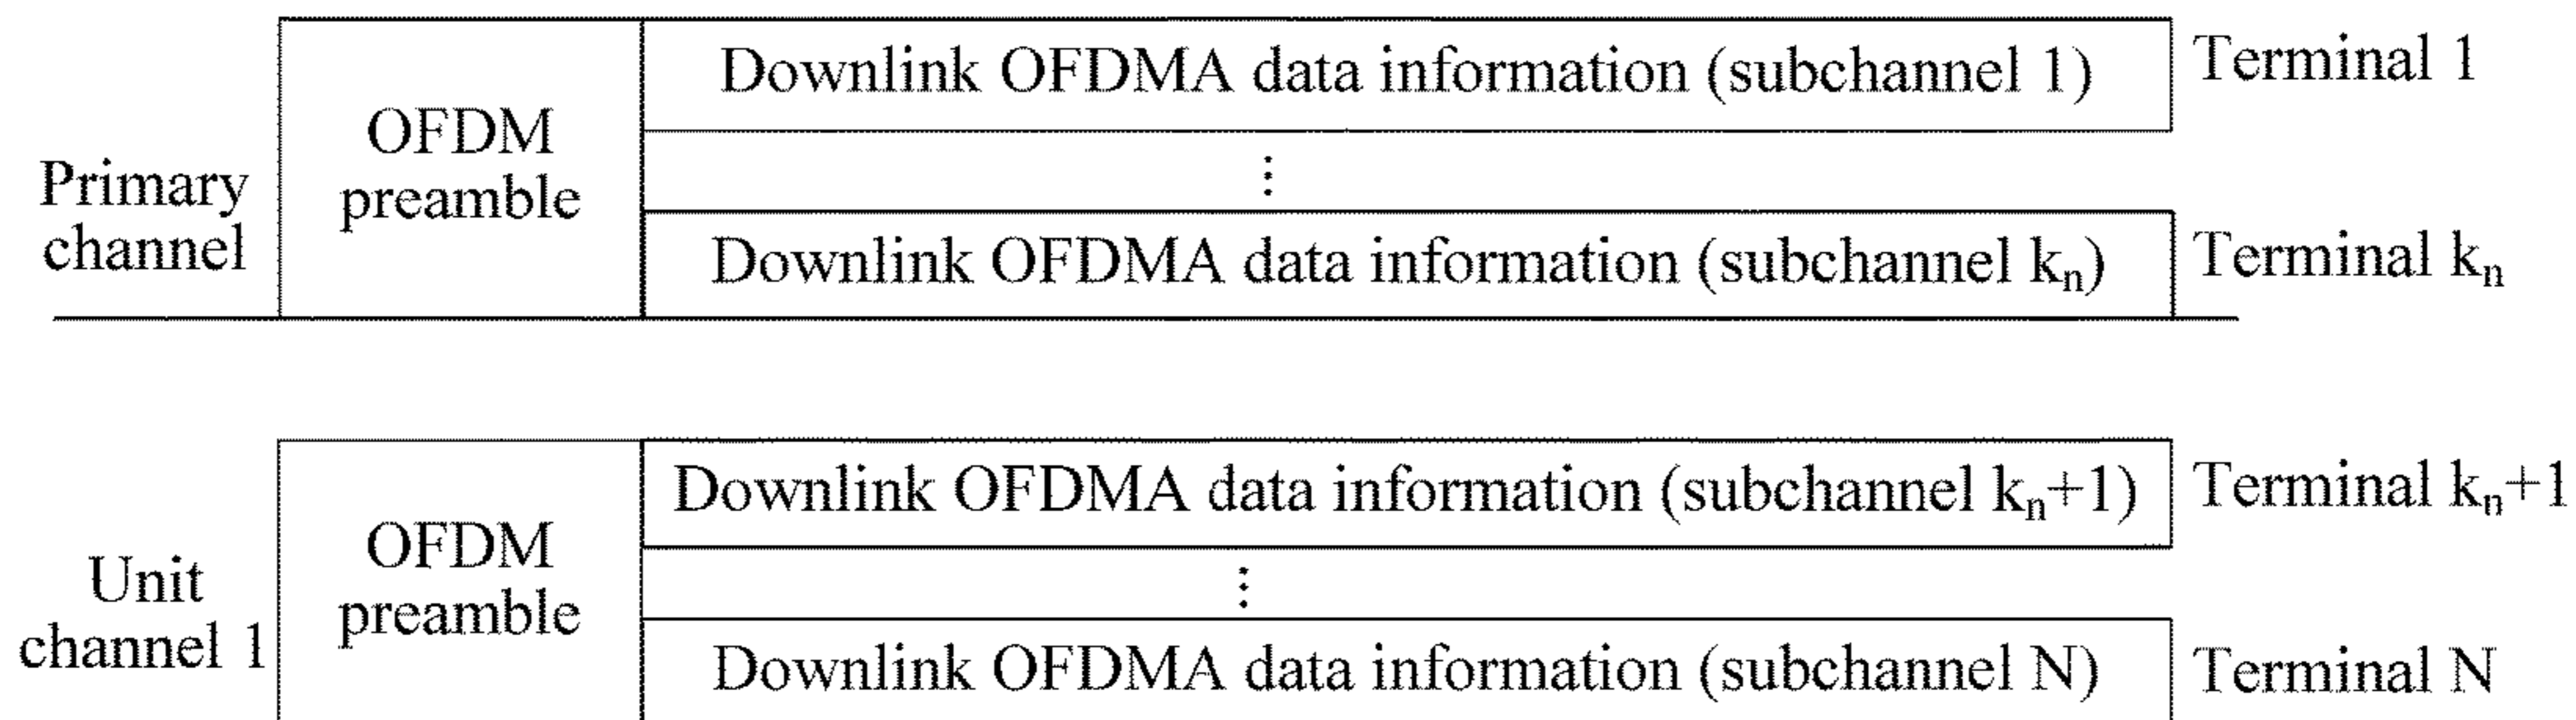 Downlink OFDMA data information (subchannel 1)
Terminal 1
OFDM
preamble
Primary
channel
⋮
Downlink OFDMA data information (subchannel kₙ)
Terminal kₙ
Downlink OFDMA data information (subchannel kₙ+1)
Terminal kₙ+1
OFDM
preamble
Unit
channel 1
⋮
Downlink OFDMA data information (subchannel N)
Terminal N